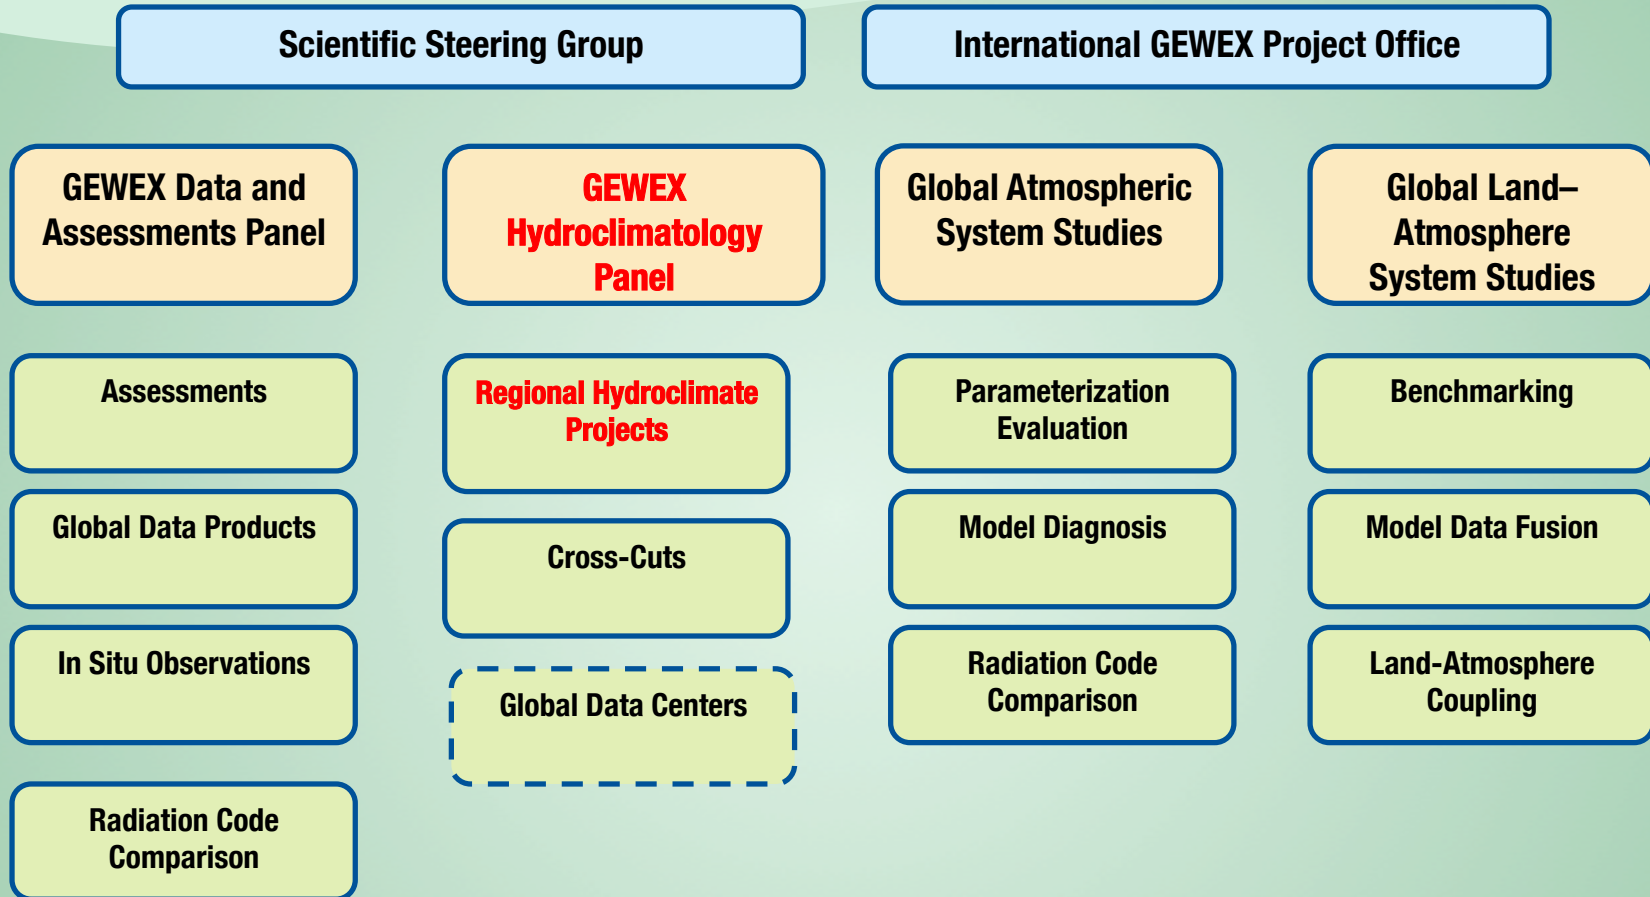 Scientific Steering Group
International GEWEX Project Office
GEWEX Data and
Assessments Panel
GEWEX
Hydroclimatology
Panel
Global Atmospheric
System Studies
Global Land–
Atmosphere
System Studies
Assessments
Global Data Products
In Situ Observations
Radiation Code
Comparison
Regional Hydroclimate
Projects
Cross-Cuts
Global Data Centers
Parameterization
Evaluation
Model Diagnosis
Radiation Code
Comparison
Benchmarking
Model Data Fusion
Land-Atmosphere
Coupling